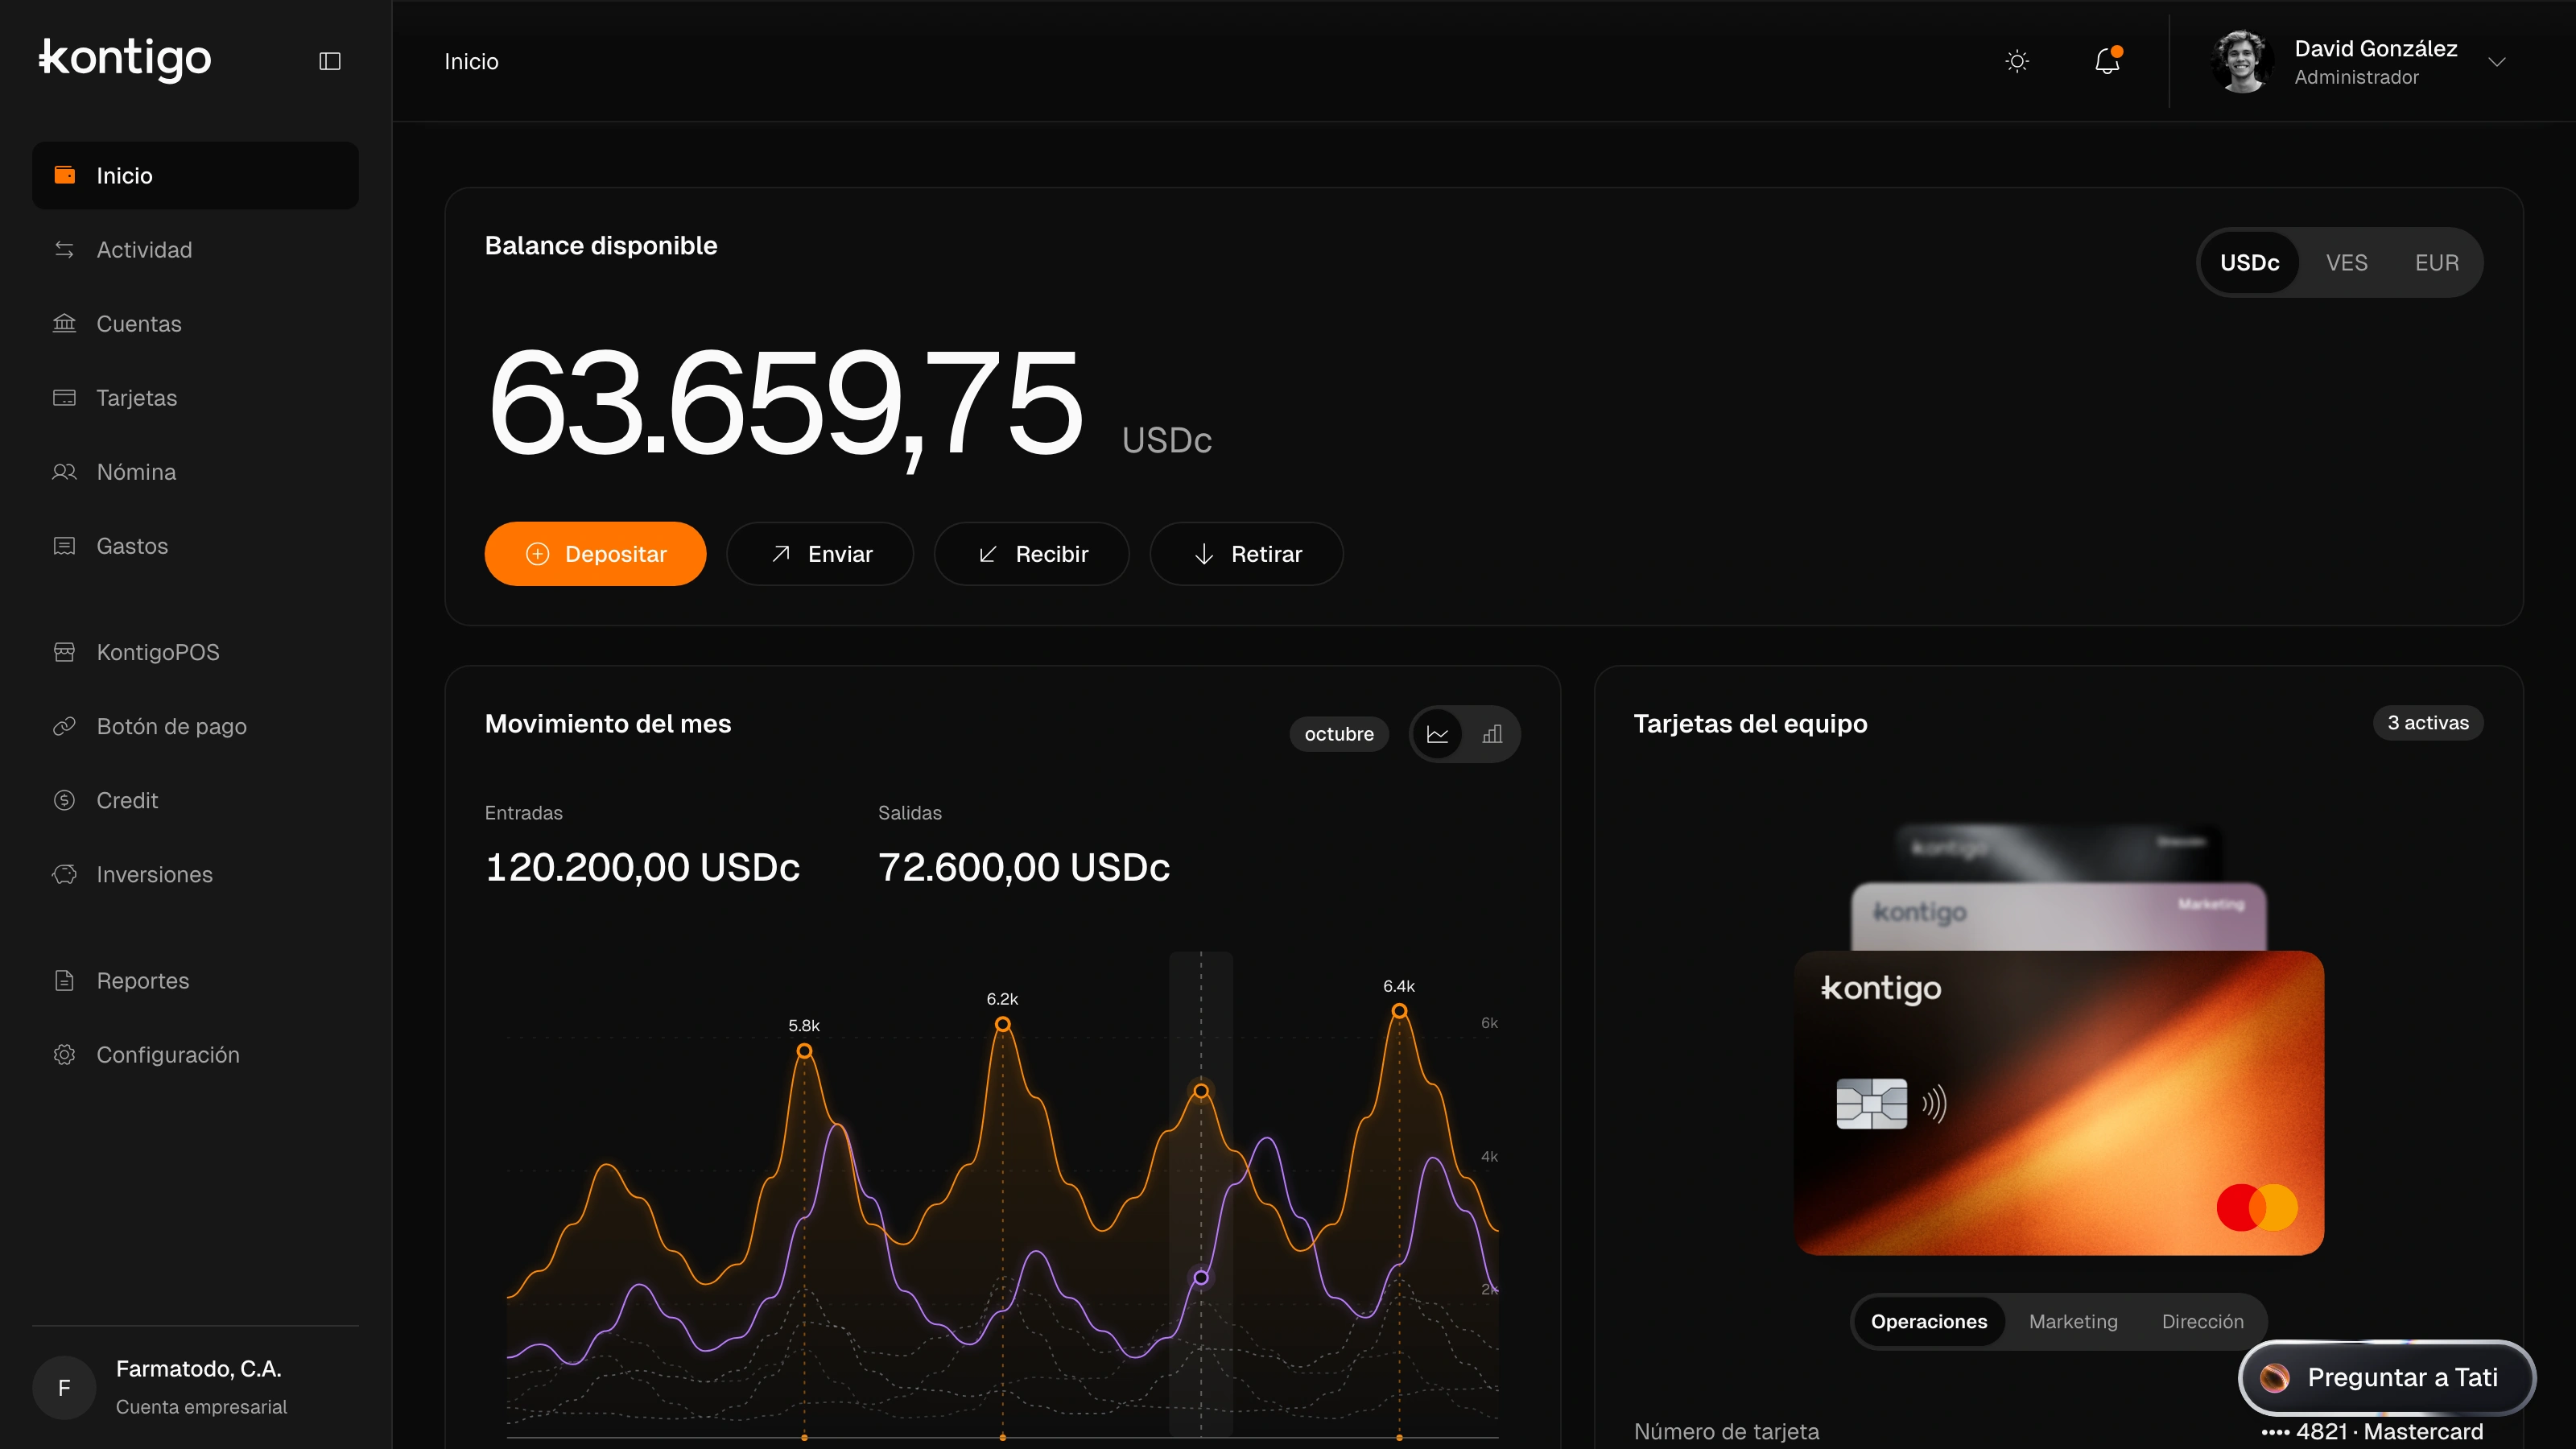 kontigo
Inicio
David González
Administrador
Inicio
Actividad
Cuentas
Tarjetas
Nómina
Gastos
KontigoPOS
Botón de pago
Credit
Inversiones
Reportes
Configuración
F
Farmatodo, C.A.
Cuenta empresarial
Balance disponible
USDc VES EUR
63.659,75 USDc
Depositar Enviar Recibir Retirar
Movimiento del mes
octubre
Entradas
120.200,00 USDc
Salidas
72.600,00 USDc
5.8k
6.2k
6.4k
6k
4k
2k
Tarjetas del equipo
3 activas
kontigo Dirección
kontigo Marketing
kontigo
Operaciones Marketing Dirección
Preguntar a Tati
Número de tarjeta
•••• 4821 · Mastercard